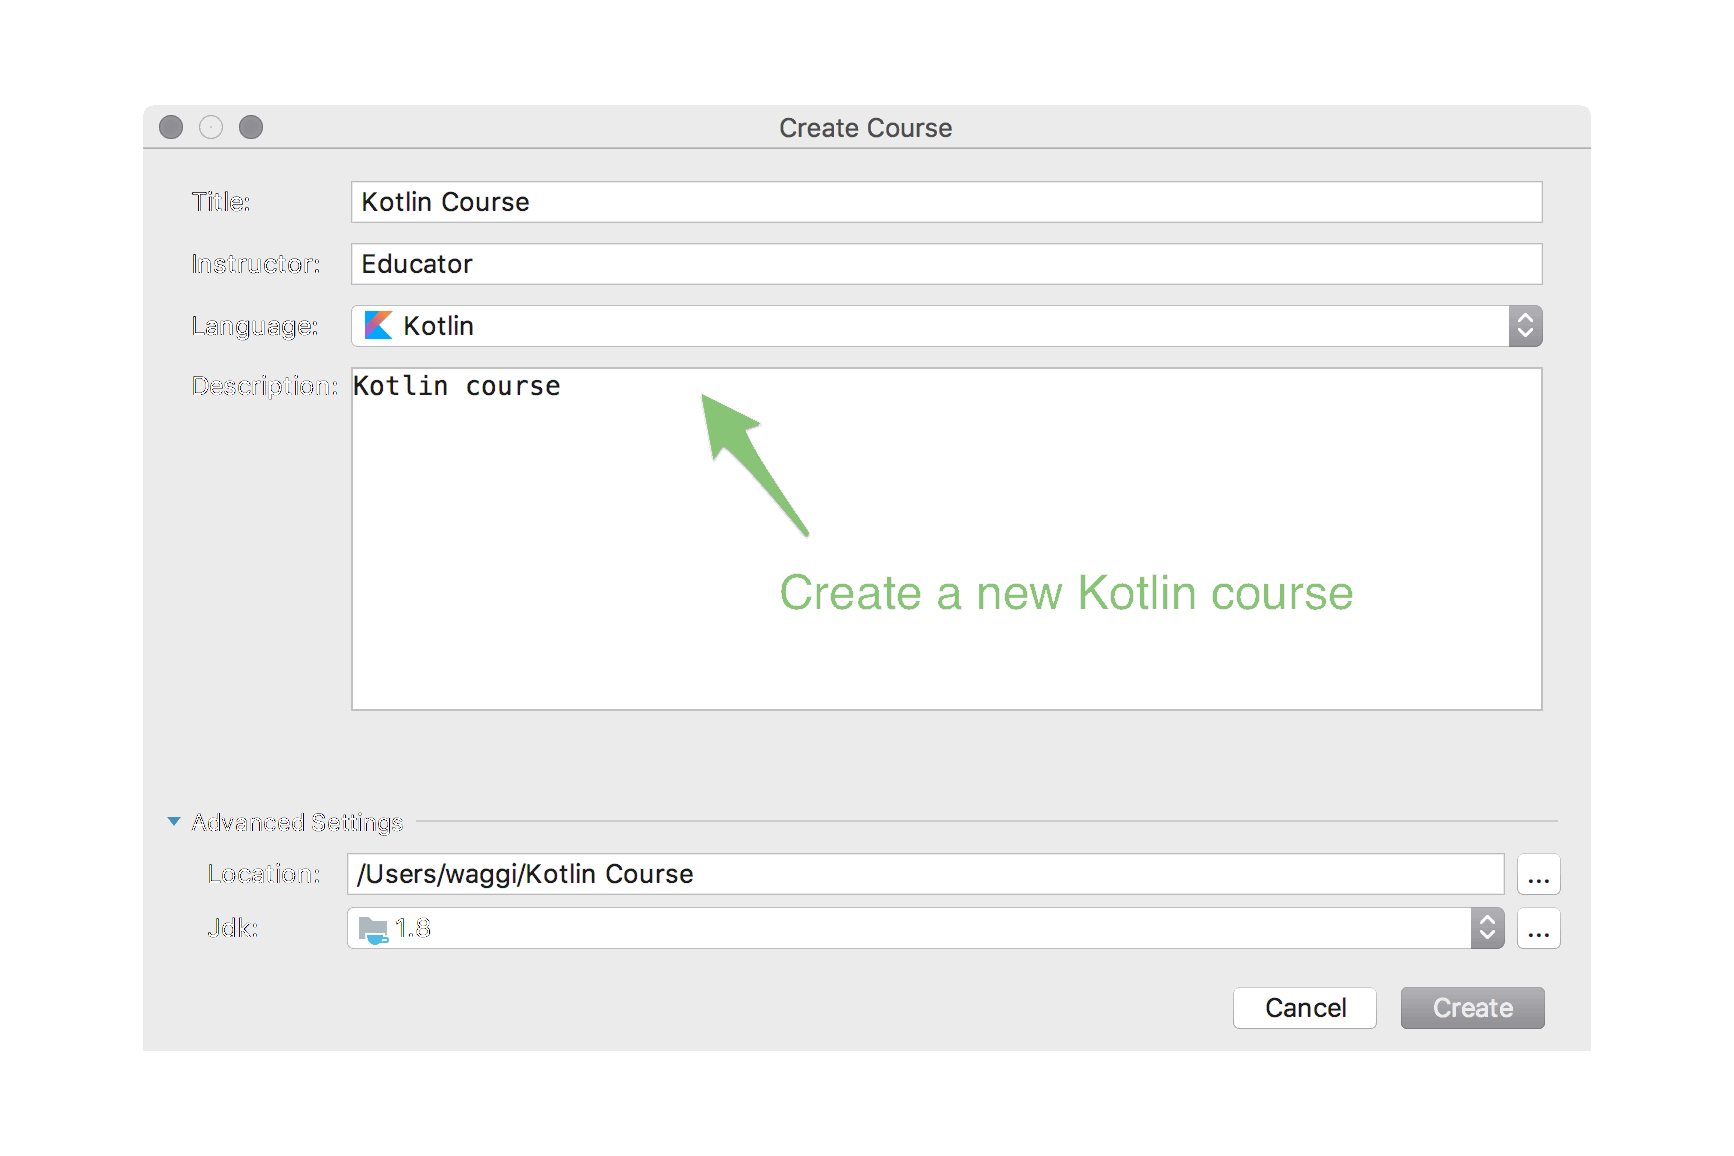 Create Course
Title: Kotlin Course
Instructor: Educator
Language: Kotlin
Description: Kotlin course
Create a new Kotlin course
Advanced Settings
Location: /Users/waggi/Kotlin Course ...
Jdk: 1.8 ...
Cancel Create